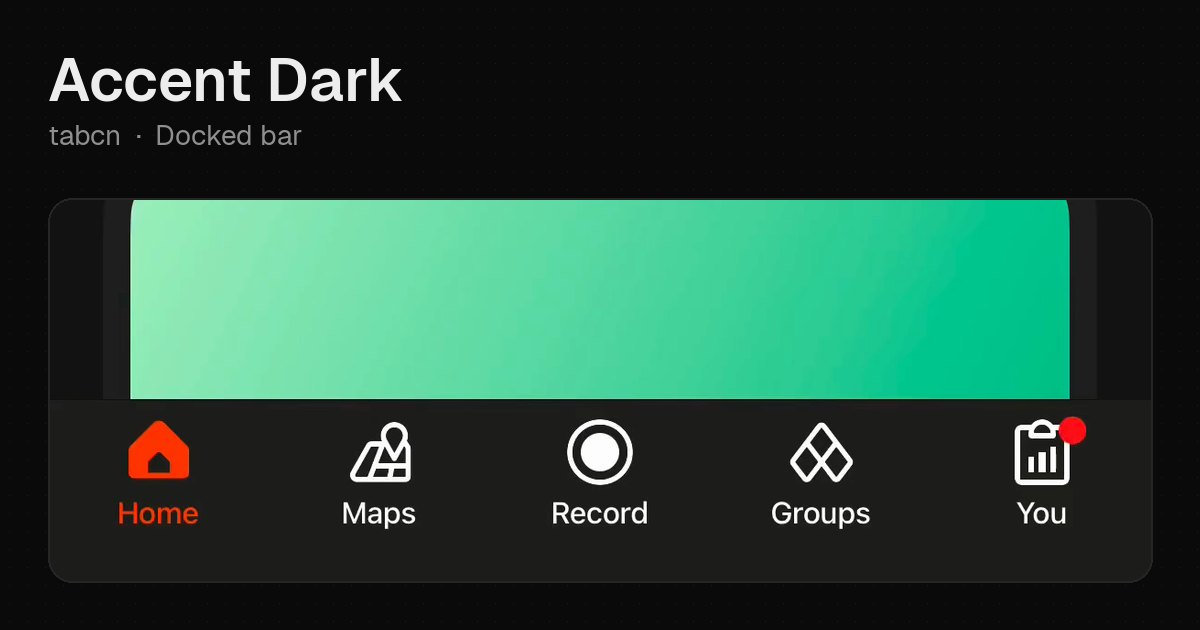 Accent Dark
tabcn · Docked bar
Home
Maps
Record
Groups
You